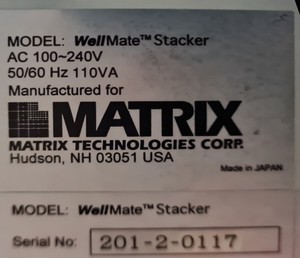 MODEL: WellMate™ Stacker
AC 100~240V
50/60 Hz 110VA
Manufactured for
MATRIX
MATRIX TECHNOLOGIES CORP.
Hudson, NH 03051 USA
Made in JAPAN
MODEL: WellMate™ Stacker
Serial No: 201-2-0117